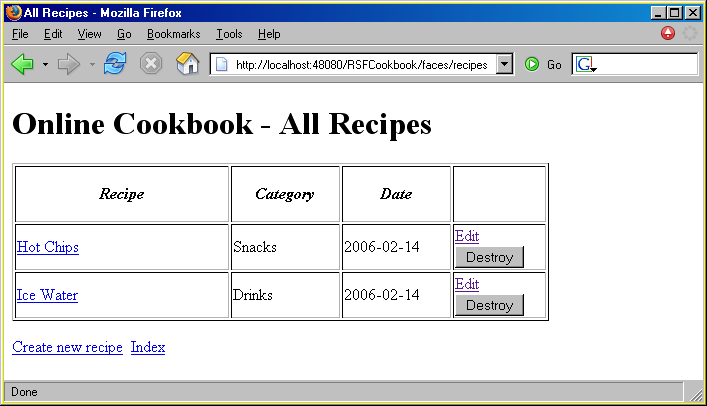 All Recipes - Mozilla Firefox
File Edit View Go Bookmarks Tools Help
http://localhost:48080/RSFCookbook/faces/recipes Go G
Online Cookbook - All Recipes
Recipe Category Date
Hot Chips Snacks 2006-02-14 Edit
Destroy
Ice Water Drinks 2006-02-14 Edit
Destroy
Create new recipe Index
Done